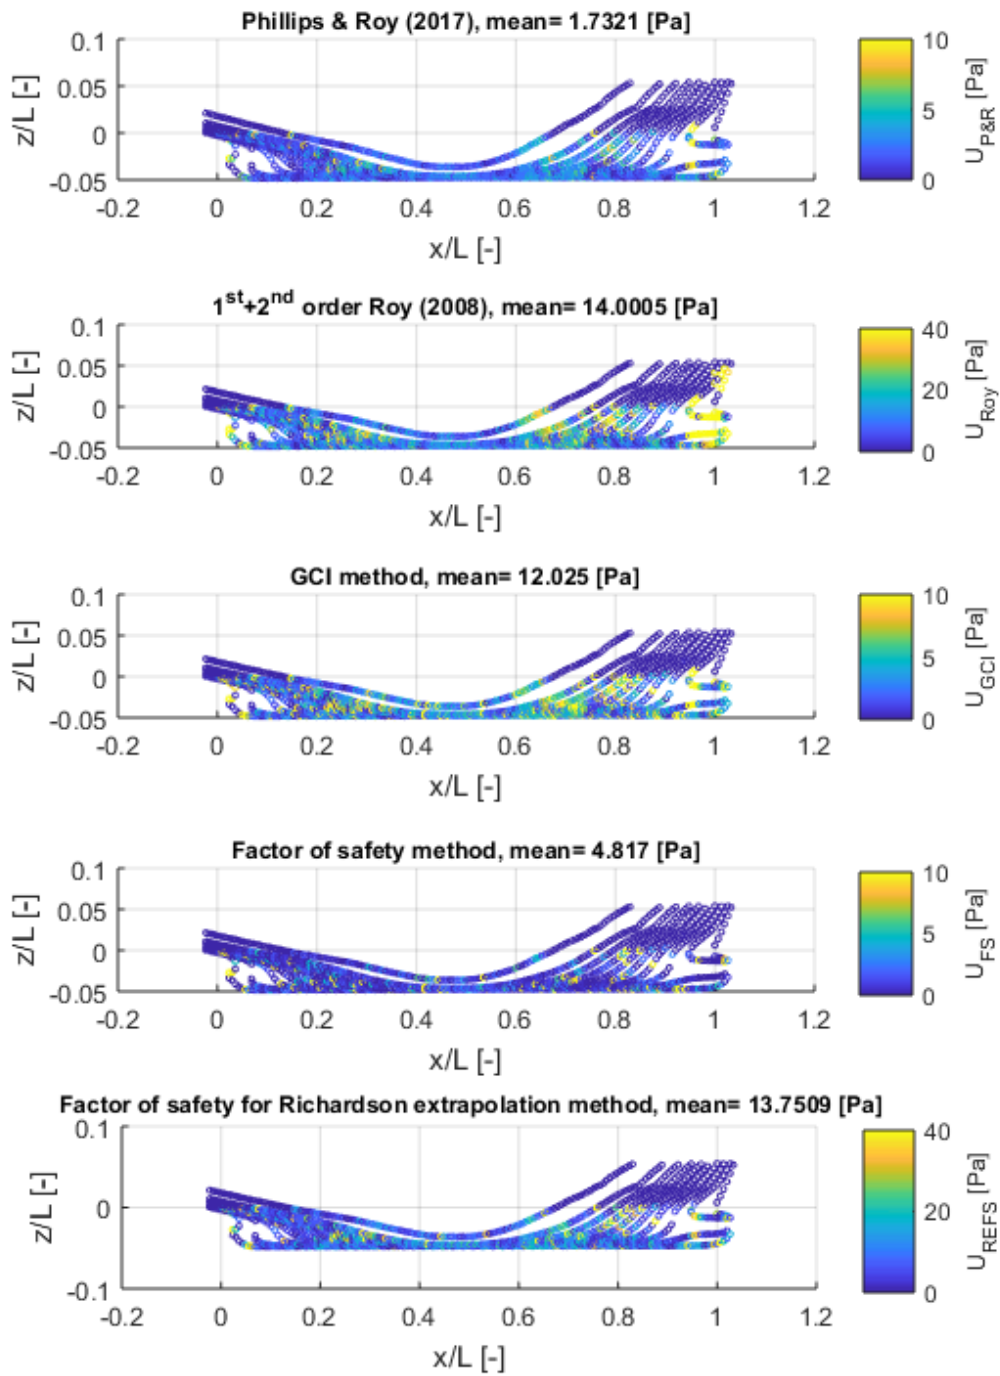 Phillips & Roy (2017), mean= 1.7321 [Pa]
0.1
0.05
0
-0.05
z/L [-]
-0.2 0 0.2 0.4 0.6 0.8 1 1.2
x/L [-]
10
5
0
U_P&R [Pa]
1st+2nd order Roy (2008), mean= 14.0005 [Pa]
0.1
0.05
0
-0.05
z/L [-]
-0.2 0 0.2 0.4 0.6 0.8 1 1.2
x/L [-]
40
20
0
U_Roy [Pa]
GCI method, mean= 12.025 [Pa]
0.1
0.05
0
-0.05
z/L [-]
-0.2 0 0.2 0.4 0.6 0.8 1 1.2
x/L [-]
10
5
0
U_GCI [Pa]
Factor of safety method, mean= 4.817 [Pa]
0.1
0.05
0
-0.05
z/L [-]
-0.2 0 0.2 0.4 0.6 0.8 1 1.2
x/L [-]
10
5
0
U_FS [Pa]
Factor of safety for Richardson extrapolation method, mean= 13.7509 [Pa]
0.1
0
-0.1
z/L [-]
-0.2 0 0.2 0.4 0.6 0.8 1 1.2
x/L [-]
40
20
0
U_REFS [Pa]